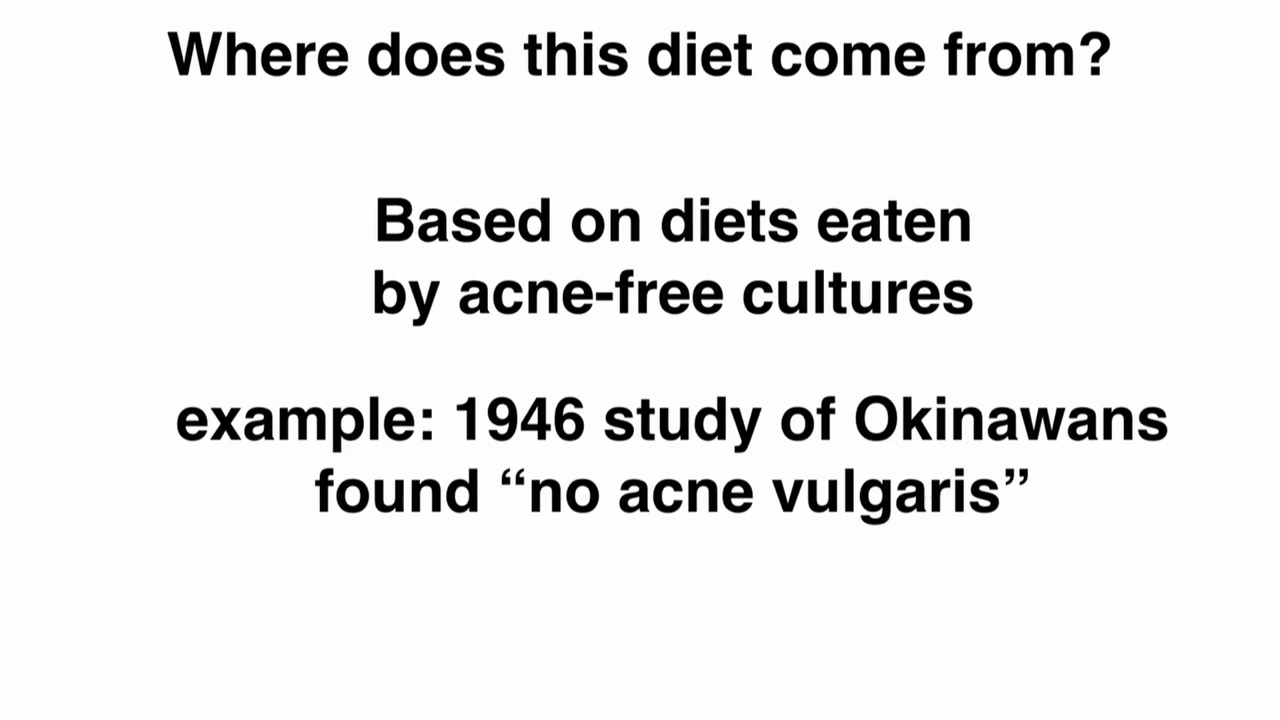 Where does this diet come from?
Based on diets eaten
by acne-free cultures
example: 1946 study of Okinawans
found “no acne vulgaris”